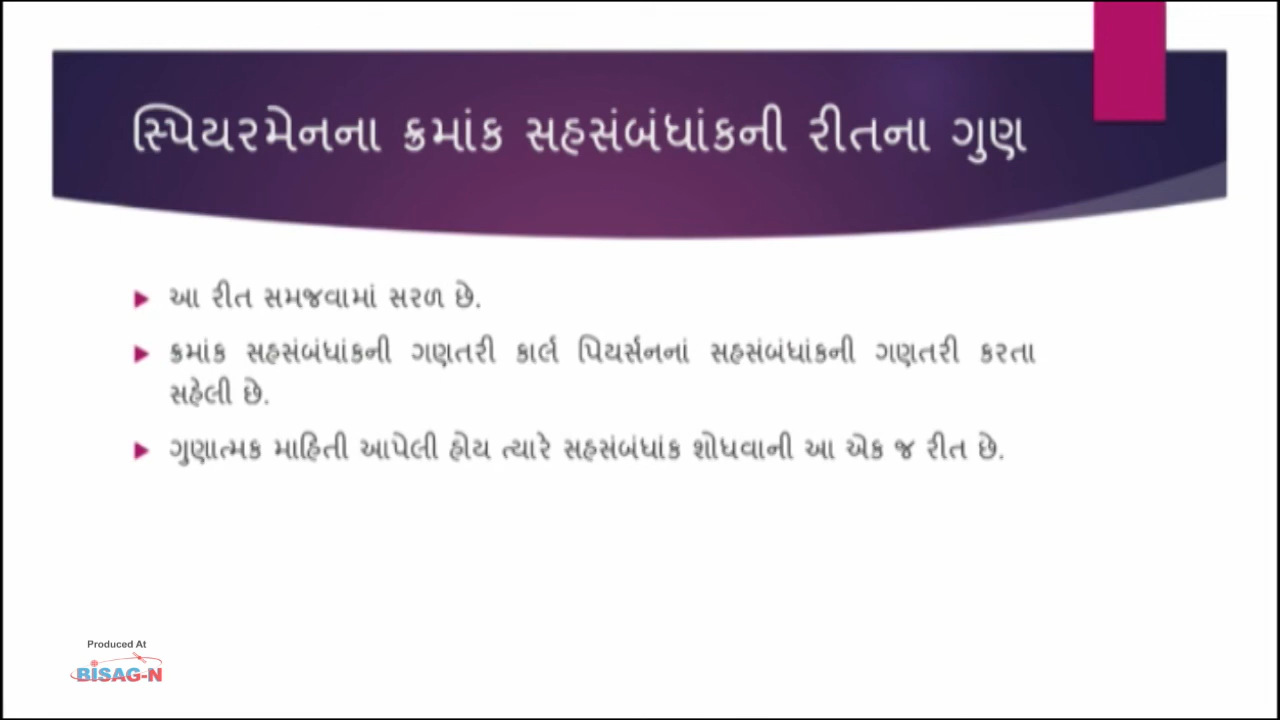 સ્પિયરમેનના ક્રમાંક સહસંબંધાંકની રીતના ગુણ
આ રીત સમજવામાં સરળ છે.
ક્રમાંક સહસંબંધાંકની ગણતરી કાર્લ પિયર્સનનાં સહસંબંધાંકની ગણતરી કરતા
સહેલી છે.
ગુણાત્મક માહિતી આપેલી હોય ત્યારે સહસંબંધાંક શોધવાની આ એક જ રીત છે.
Produced At
BISAG-N